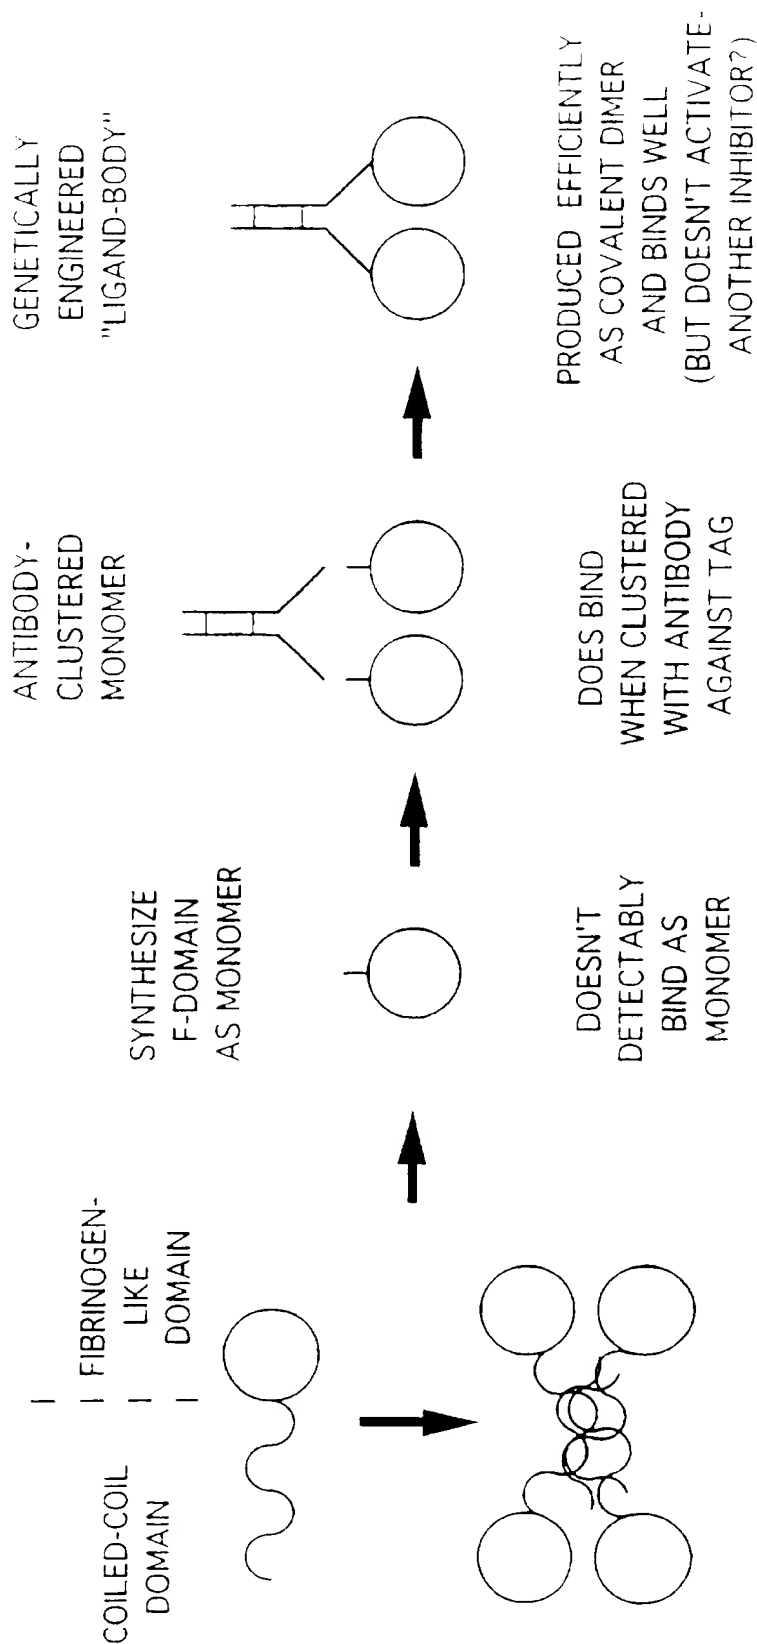 COILED-COIL
DOMAIN
FIBRINOGEN-
LIKE
DOMAIN
SYNTHESIZE
F-DOMAIN
AS MONOMER
DOESN'T
DETECTABLY
BIND AS
MONOMER
ANTIBODY-
CLUSTERED
MONOMER
DOES BIND
WHEN CLUSTERED
WITH ANTIBODY
AGAINST TAG
GENETICALLY
ENGINEERED
"LIGAND-BODY"
PRODUCED EFFICIENTLY
AS COVALENT DIMER
AND BINDS WELL
(BUT DOESN'T ACTIVATE-
ANOTHER INHIBITOR?)